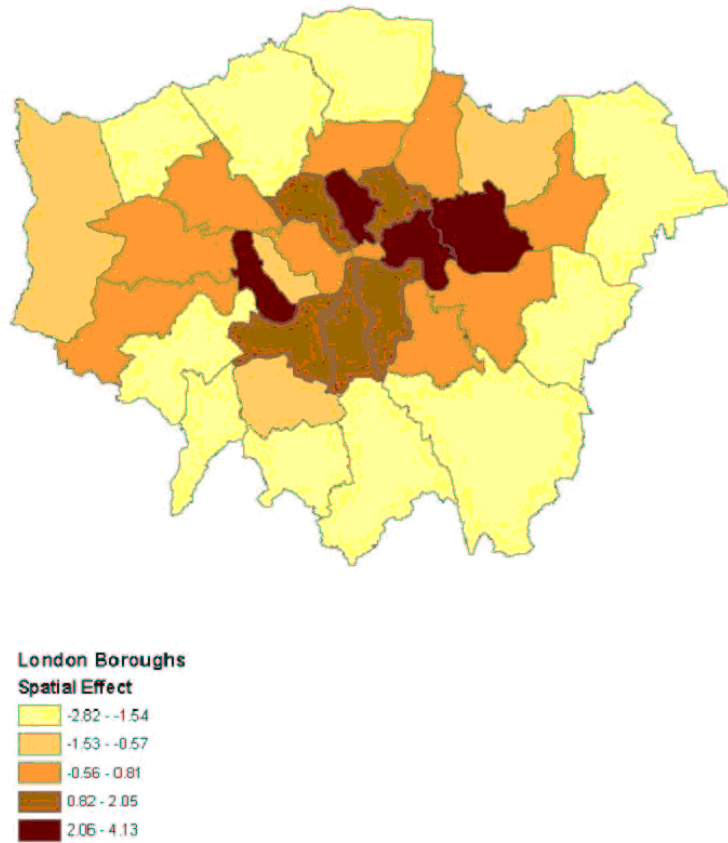 London Boroughs
Spatial Effect
-2.82 - -1.54
-1.53 - -0.57
-0.56 - 0.81
0.82 - 2.05
2.06 - 4.13